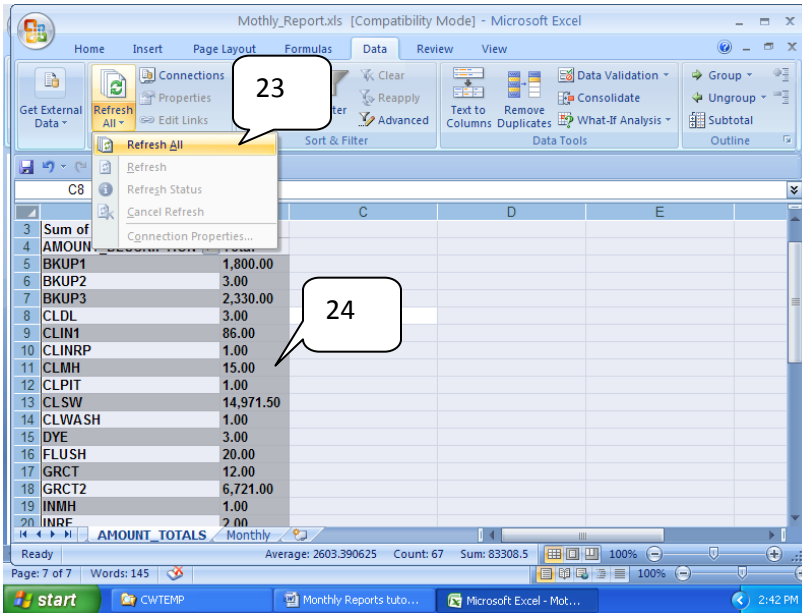 Mothly_Report.xls [Compatibility Mode] - Microsoft Excel
Home Insert Page Layout Formulas Data Review View
Get External Data
Refresh All
Connections
Properties
Edit Links
Clear
Reapply
Advanced
Sort & Filter
Text to Columns
Remove Duplicates
Data Validation
Consolidate
What-If Analysis
Data Tools
Group
Ungroup
Subtotal
Outline
23
Refresh All
Refresh
Refresh Status
Cancel Refresh
Connection Properties...
C8
C D E
3 Sum of
4
5 BKUP1 1,800.00
6 BKUP2 3.00
7 BKUP3 2,330.00
8 CLDL 3.00
9 CLIN1 86.00
10 CLINRP 1.00
11 CLMH 15.00
12 CLPIT 1.00
13 CLSW 14,971.50
14 CLWASH 1.00
15 DYE 3.00
16 FLUSH 20.00
17 GRCT 12.00
18 GRCT2 6,721.00
19 INMH 1.00
20 INRE 2.00
24
AMOUNT_TOTALS Monthly
Ready Average: 2603.390625 Count: 67 Sum: 83308.5 100%
Page: 7 of 7 Words: 145 100%
start CWTEMP Monthly Reports tuto... Microsoft Excel - Mot... 2:42 PM